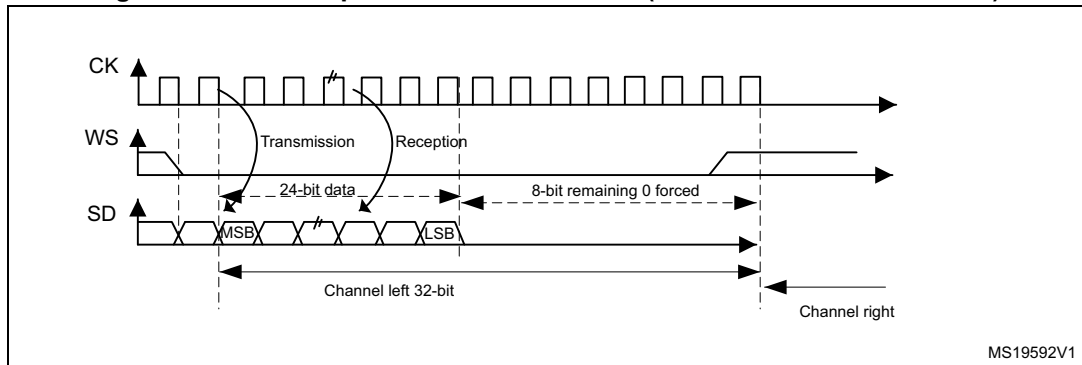 CK
WS
Transmission
Reception
24-bit data
8-bit remaining 0 forced
SD
MSB
LSB
Channel left 32-bit
Channel right
MS19592V1